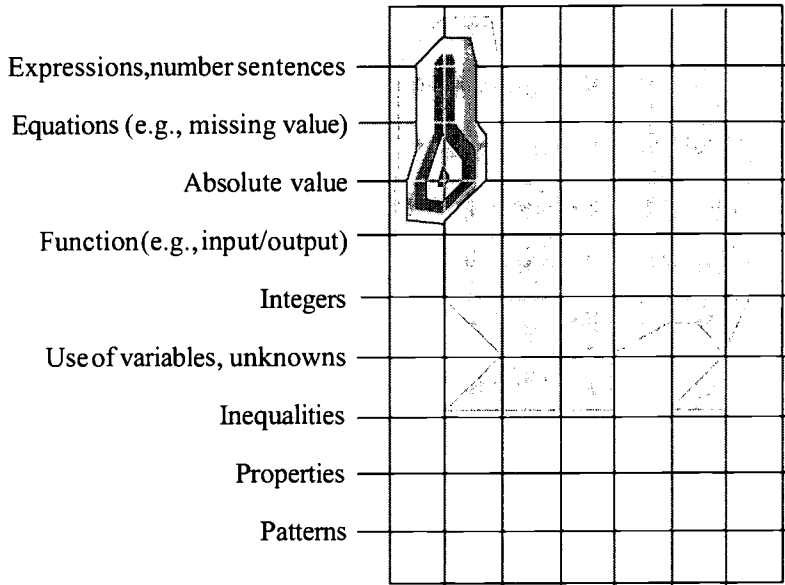 Expressions,number sentences
Equations (e.g., missing value)
Absolute value
Function(e.g.,input/output)
Integers
Use of variables, unknowns
Inequalities
Properties
Patterns